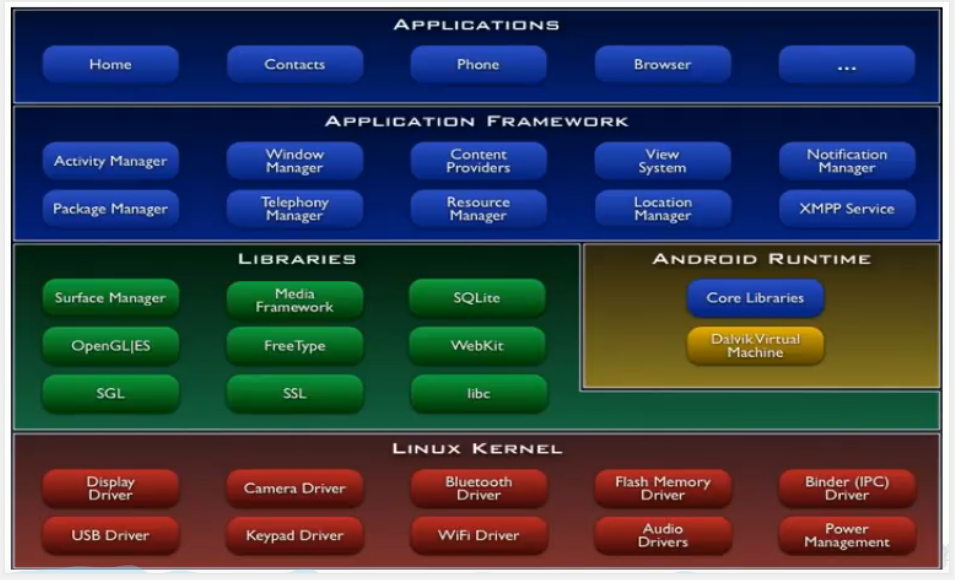 APPLICATIONS
Home
Contacts
Phone
Browser
...
APPLICATION FRAMEWORK
Activity Manager
Window
Manager
Content
Providers
View
System
Notification
Manager
Package Manager
Telephony
Manager
Resource
Manager
Location
Manager
XMPP Service
LIBRARIES
Surface Manager
Media
Framework
SQLite
OpenGL|ES
FreeType
WebKit
SGL
SSL
libc
ANDROID RUNTIME
Core Libraries
Dalvik Virtual
Machine
LINUX KERNEL
Display
Driver
Camera Driver
Bluetooth
Driver
Flash Memory
Driver
Binder (IPC)
Driver
USB Driver
Keypad Driver
WiFi Driver
Audio
Drivers
Power
Management